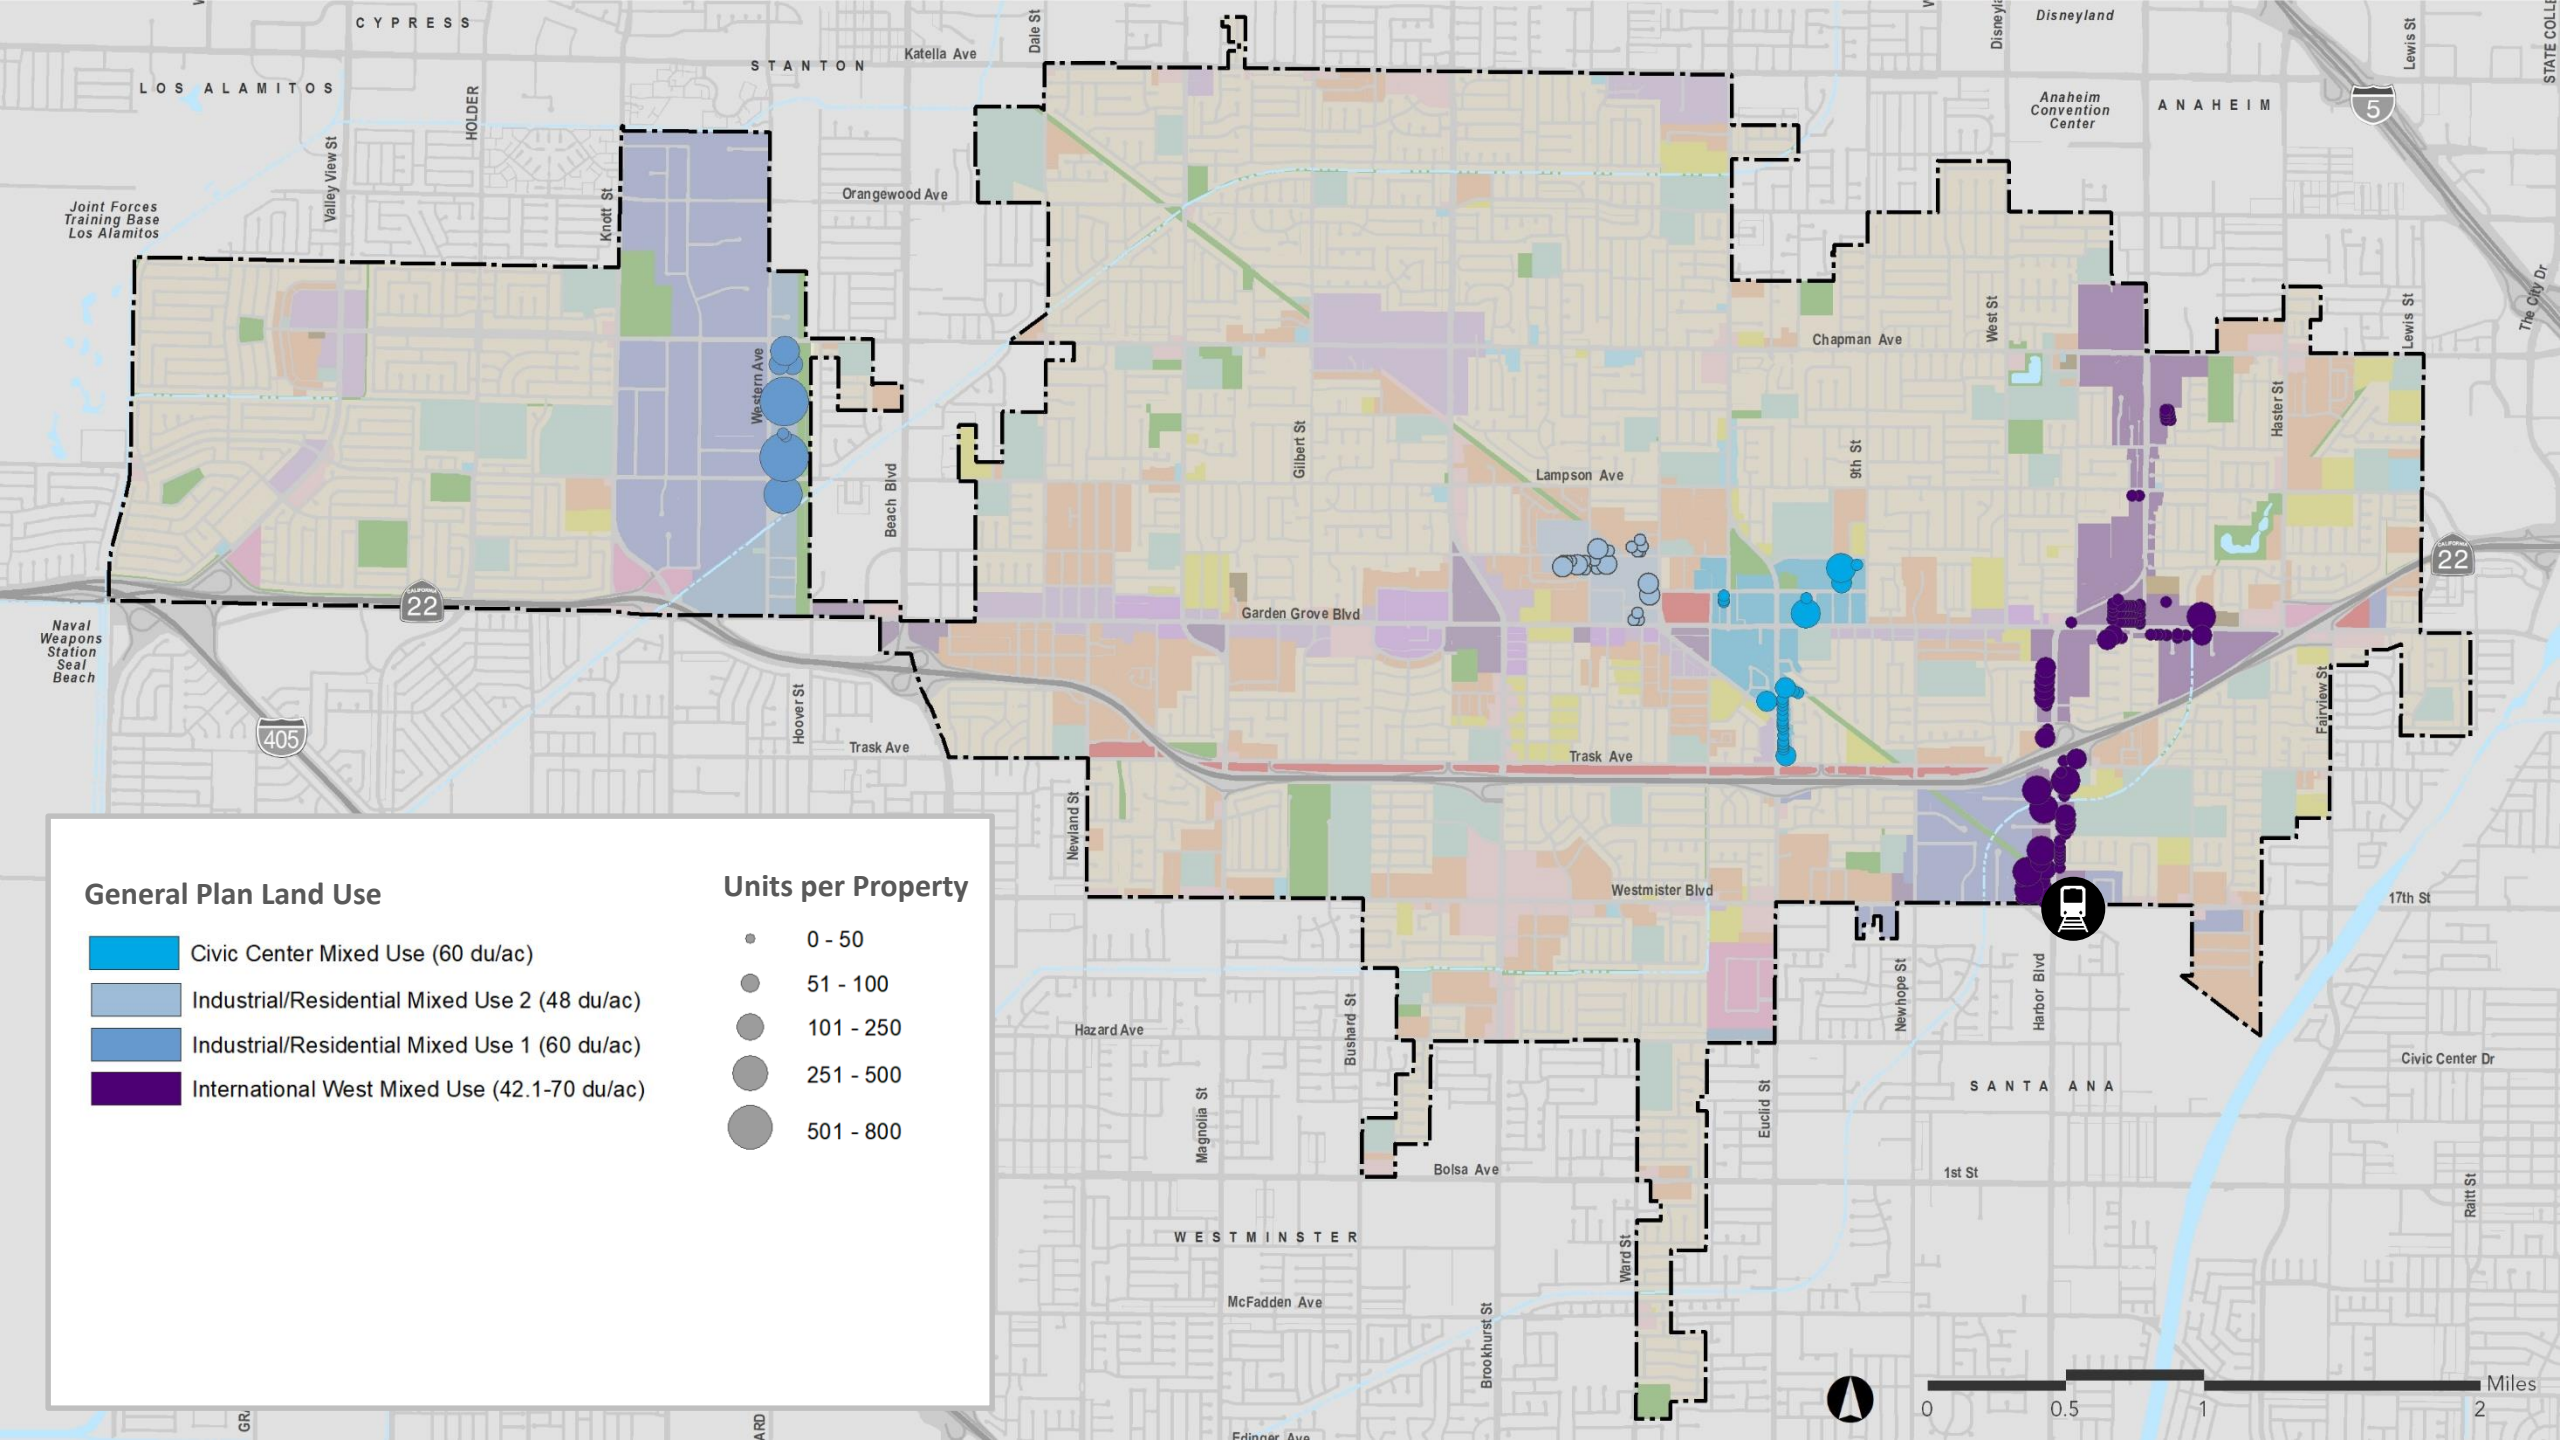 CYPRESS
Disneyland
Dale St
Lewis St
Katella Ave
STANTON
LOS ALAMITOS
HOLDER
Anaheim
Convention
Center
ANAHEIM
5
Valley View St
Knott St
Orangewood Ave
Joint Forces
Training Base
Los Alamitos
The City Dr
West St
Lewis St
Chapman Ave
Western Ave
Haster St
Gilbert St
9th St
Lampson Ave
Beach Blvd
CALIFORNIA
22
CALIFORNIA
22
Garden Grove Blvd
Naval
Weapons
Station
Seal
Beach
Hoover St
Fairview St
405
Trask Ave
Trask Ave
Newland St
Westmister Blvd
17th St
General Plan Land Use
Civic Center Mixed Use (60 du/ac)
Industrial/Residential Mixed Use 2 (48 du/ac)
Industrial/Residential Mixed Use 1 (60 du/ac)
International West Mixed Use (42.1-70 du/ac)
Units per Property
0 - 50
51 - 100
101 - 250
251 - 500
501 - 800
Newhope St
Harbor Blvd
Bushard St
Hazard Ave
Civic Center Dr
SANTA ANA
Magnolia St
Euclid St
Bolsa Ave
1st St
Raitt St
WESTMINSTER
Ward St
McFadden Ave
Brookhurst St
Miles
0 0.5 1 2
Edinger Ave